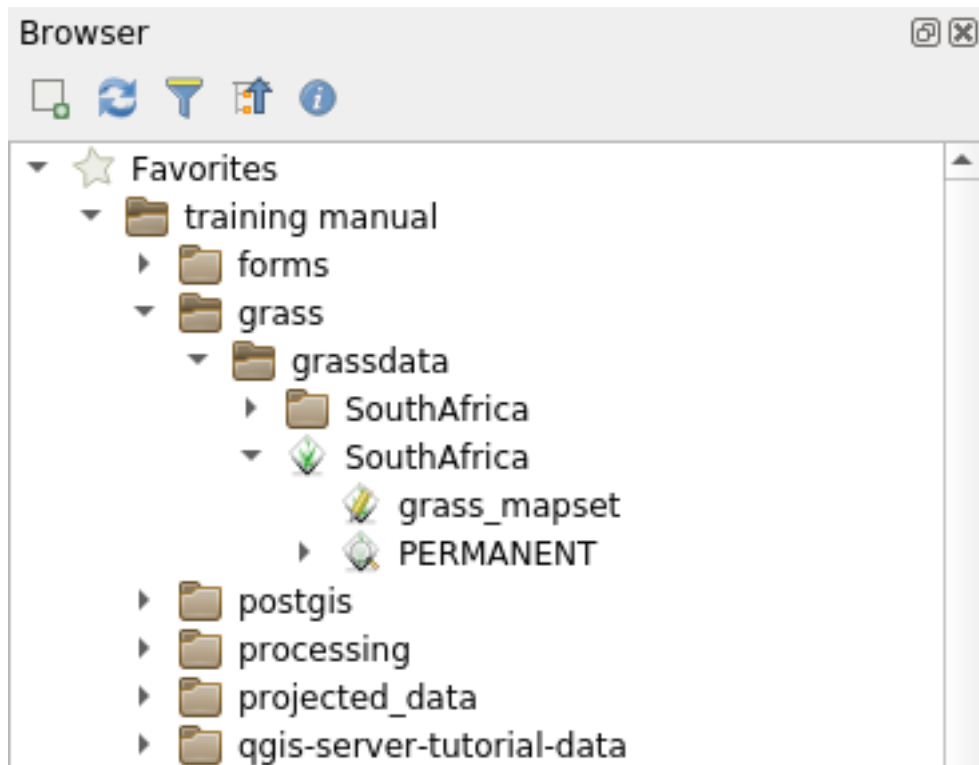 Browser
Favorites
training manual
forms
grass
grassdata
SouthAfrica
SouthAfrica
grass_mapset
PERMANENT
postgis
processing
projected_data
qgis-server-tutorial-data